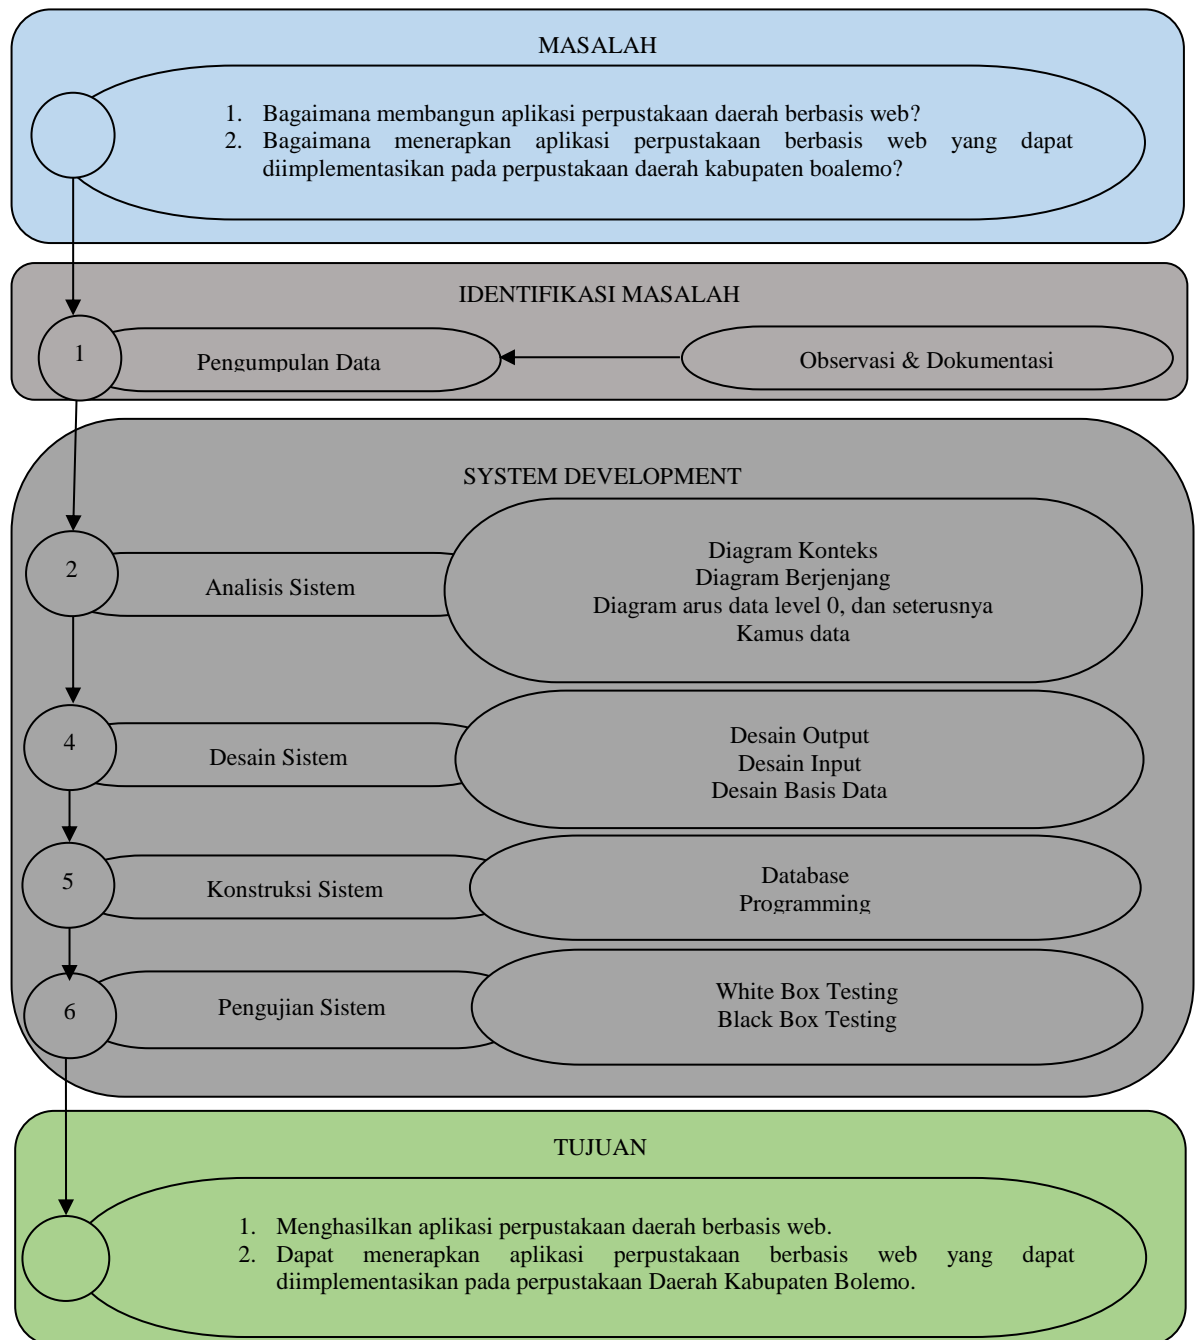 MASALAH
1. Bagaimana membangun aplikasi perpustakaan daerah berbasis web?
2. Bagaimana menerapkan aplikasi perpustakaan berbasis web yang dapat
diimplementasikan pada perpustakaan daerah kabupaten boalemo?
IDENTIFIKASI MASALAH
1
Pengumpulan Data
Observasi & Dokumentasi
SYSTEM DEVELOPMENT
2
Analisis Sistem
Diagram Konteks
Diagram Berjenjang
Diagram arus data level 0, dan seterusnya
Kamus data
4
Desain Sistem
Desain Output
Desain Input
Desain Basis Data
5
Konstruksi Sistem
Database
Programming
6
Pengujian Sistem
White Box Testing
Black Box Testing
TUJUAN
1. Menghasilkan aplikasi perpustakaan daerah berbasis web.
2. Dapat menerapkan aplikasi perpustakaan berbasis web yang dapat
diimplementasikan pada perpustakaan Daerah Kabupaten Bolemo.